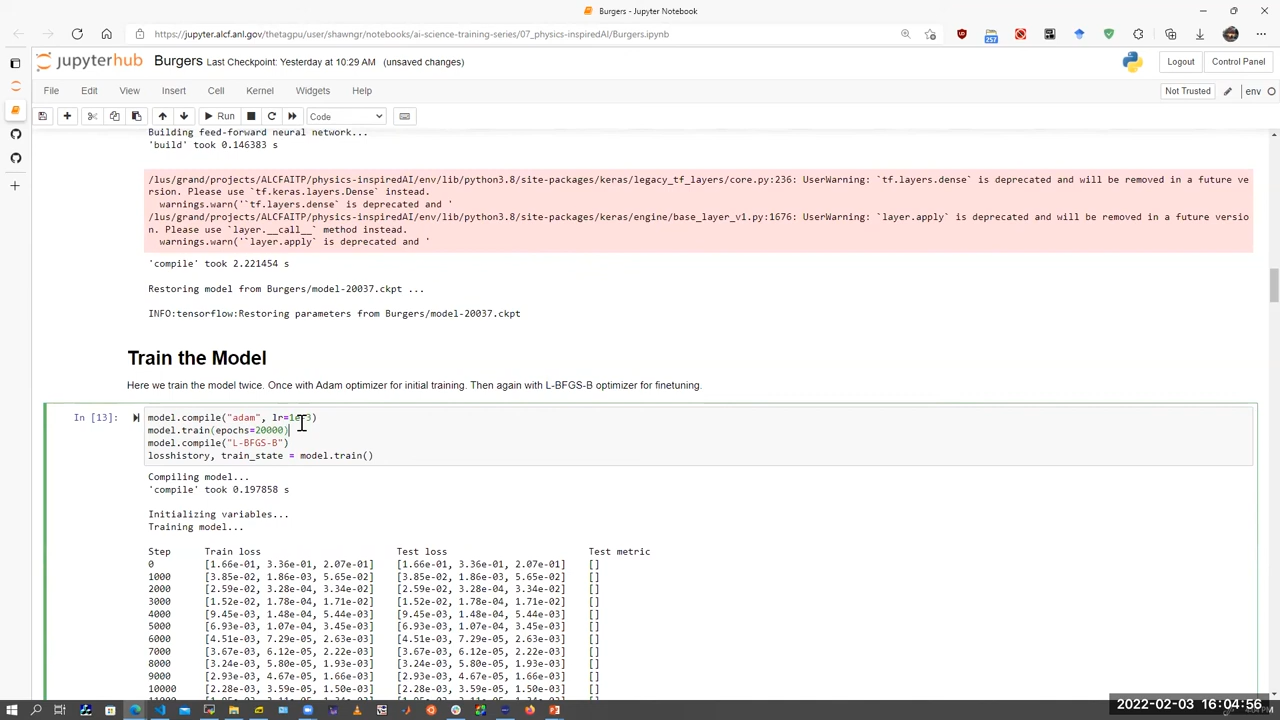 Burgers - Jupyter Notebook
https://jupyter.alcf.anl.gov/thetagpu/user/shawngr/notebooks/ai-science-training-series/07_physics-inspiredAI/Burgers.ipynb
257
jupyterhub Burgers Last Checkpoint: Yesterday at 10:29 AM (unsaved changes) Logout Control Panel
File Edit View Insert Cell Kernel Widgets Help Not Trusted env
Run Code
Building feed-forward neural network...
'build' took 0.146383 s
/lus/grand/projects/ALCFAITP/physics-inspiredAI/env/lib/python3.8/site-packages/keras/legacy_tf_layers/core.py:236: UserWarning: `tf.layers.dense` is deprecated and will be removed in a future ve
rsion. Please use `tf.keras.layers.Dense` instead.
warnings.warn('`tf.layers.dense` is deprecated and '
/lus/grand/projects/ALCFAITP/physics-inspiredAI/env/lib/python3.8/site-packages/keras/engine/base_layer_v1.py:1676: UserWarning: `layer.apply` is deprecated and will be removed in a future versio
n. Please use `layer.__call__` method instead.
warnings.warn('`layer.apply` is deprecated and '
'compile' took 2.221454 s
Restoring model from Burgers/model-20037.ckpt ...
INFO:tensorflow:Restoring parameters from Burgers/model-20037.ckpt
Train the Model
Here we train the model twice. Once with Adam optimizer for initial training. Then again with L-BFGS-B optimizer for finetuning.
In [13]: model.compile("adam", lr=1e-3)
model.train(epochs=20000)
model.compile("L-BFGS-B")
losshistory, train_state = model.train()
Compiling model...
'compile' took 0.197858 s
Initializing variables...
Training model...
Step Train loss Test loss Test metric
0 [1.66e-01, 3.36e-01, 2.07e-01] [1.66e-01, 3.36e-01, 2.07e-01] []
1000 [3.85e-02, 1.86e-03, 5.65e-02] [3.85e-02, 1.86e-03, 5.65e-02] []
2000 [2.59e-02, 3.28e-04, 3.34e-02] [2.59e-02, 3.28e-04, 3.34e-02] []
3000 [1.52e-02, 1.78e-04, 1.71e-02] [1.52e-02, 1.78e-04, 1.71e-02] []
4000 [9.45e-03, 1.48e-04, 5.44e-03] [9.45e-03, 1.48e-04, 5.44e-03] []
5000 [6.93e-03, 1.07e-04, 3.45e-03] [6.93e-03, 1.07e-04, 3.45e-03] []
6000 [4.51e-03, 7.29e-05, 2.63e-03] [4.51e-03, 7.29e-05, 2.63e-03] []
7000 [3.67e-03, 6.12e-05, 2.22e-03] [3.67e-03, 6.12e-05, 2.22e-03] []
8000 [3.24e-03, 5.80e-05, 1.93e-03] [3.24e-03, 5.80e-05, 1.93e-03] []
9000 [2.93e-03, 4.67e-05, 1.66e-03] [2.93e-03, 4.67e-05, 1.66e-03] []
10000 [2.28e-03, 3.59e-05, 1.50e-03] [2.28e-03, 3.59e-05, 1.50e-03] []
2022-02-03 16:04:56